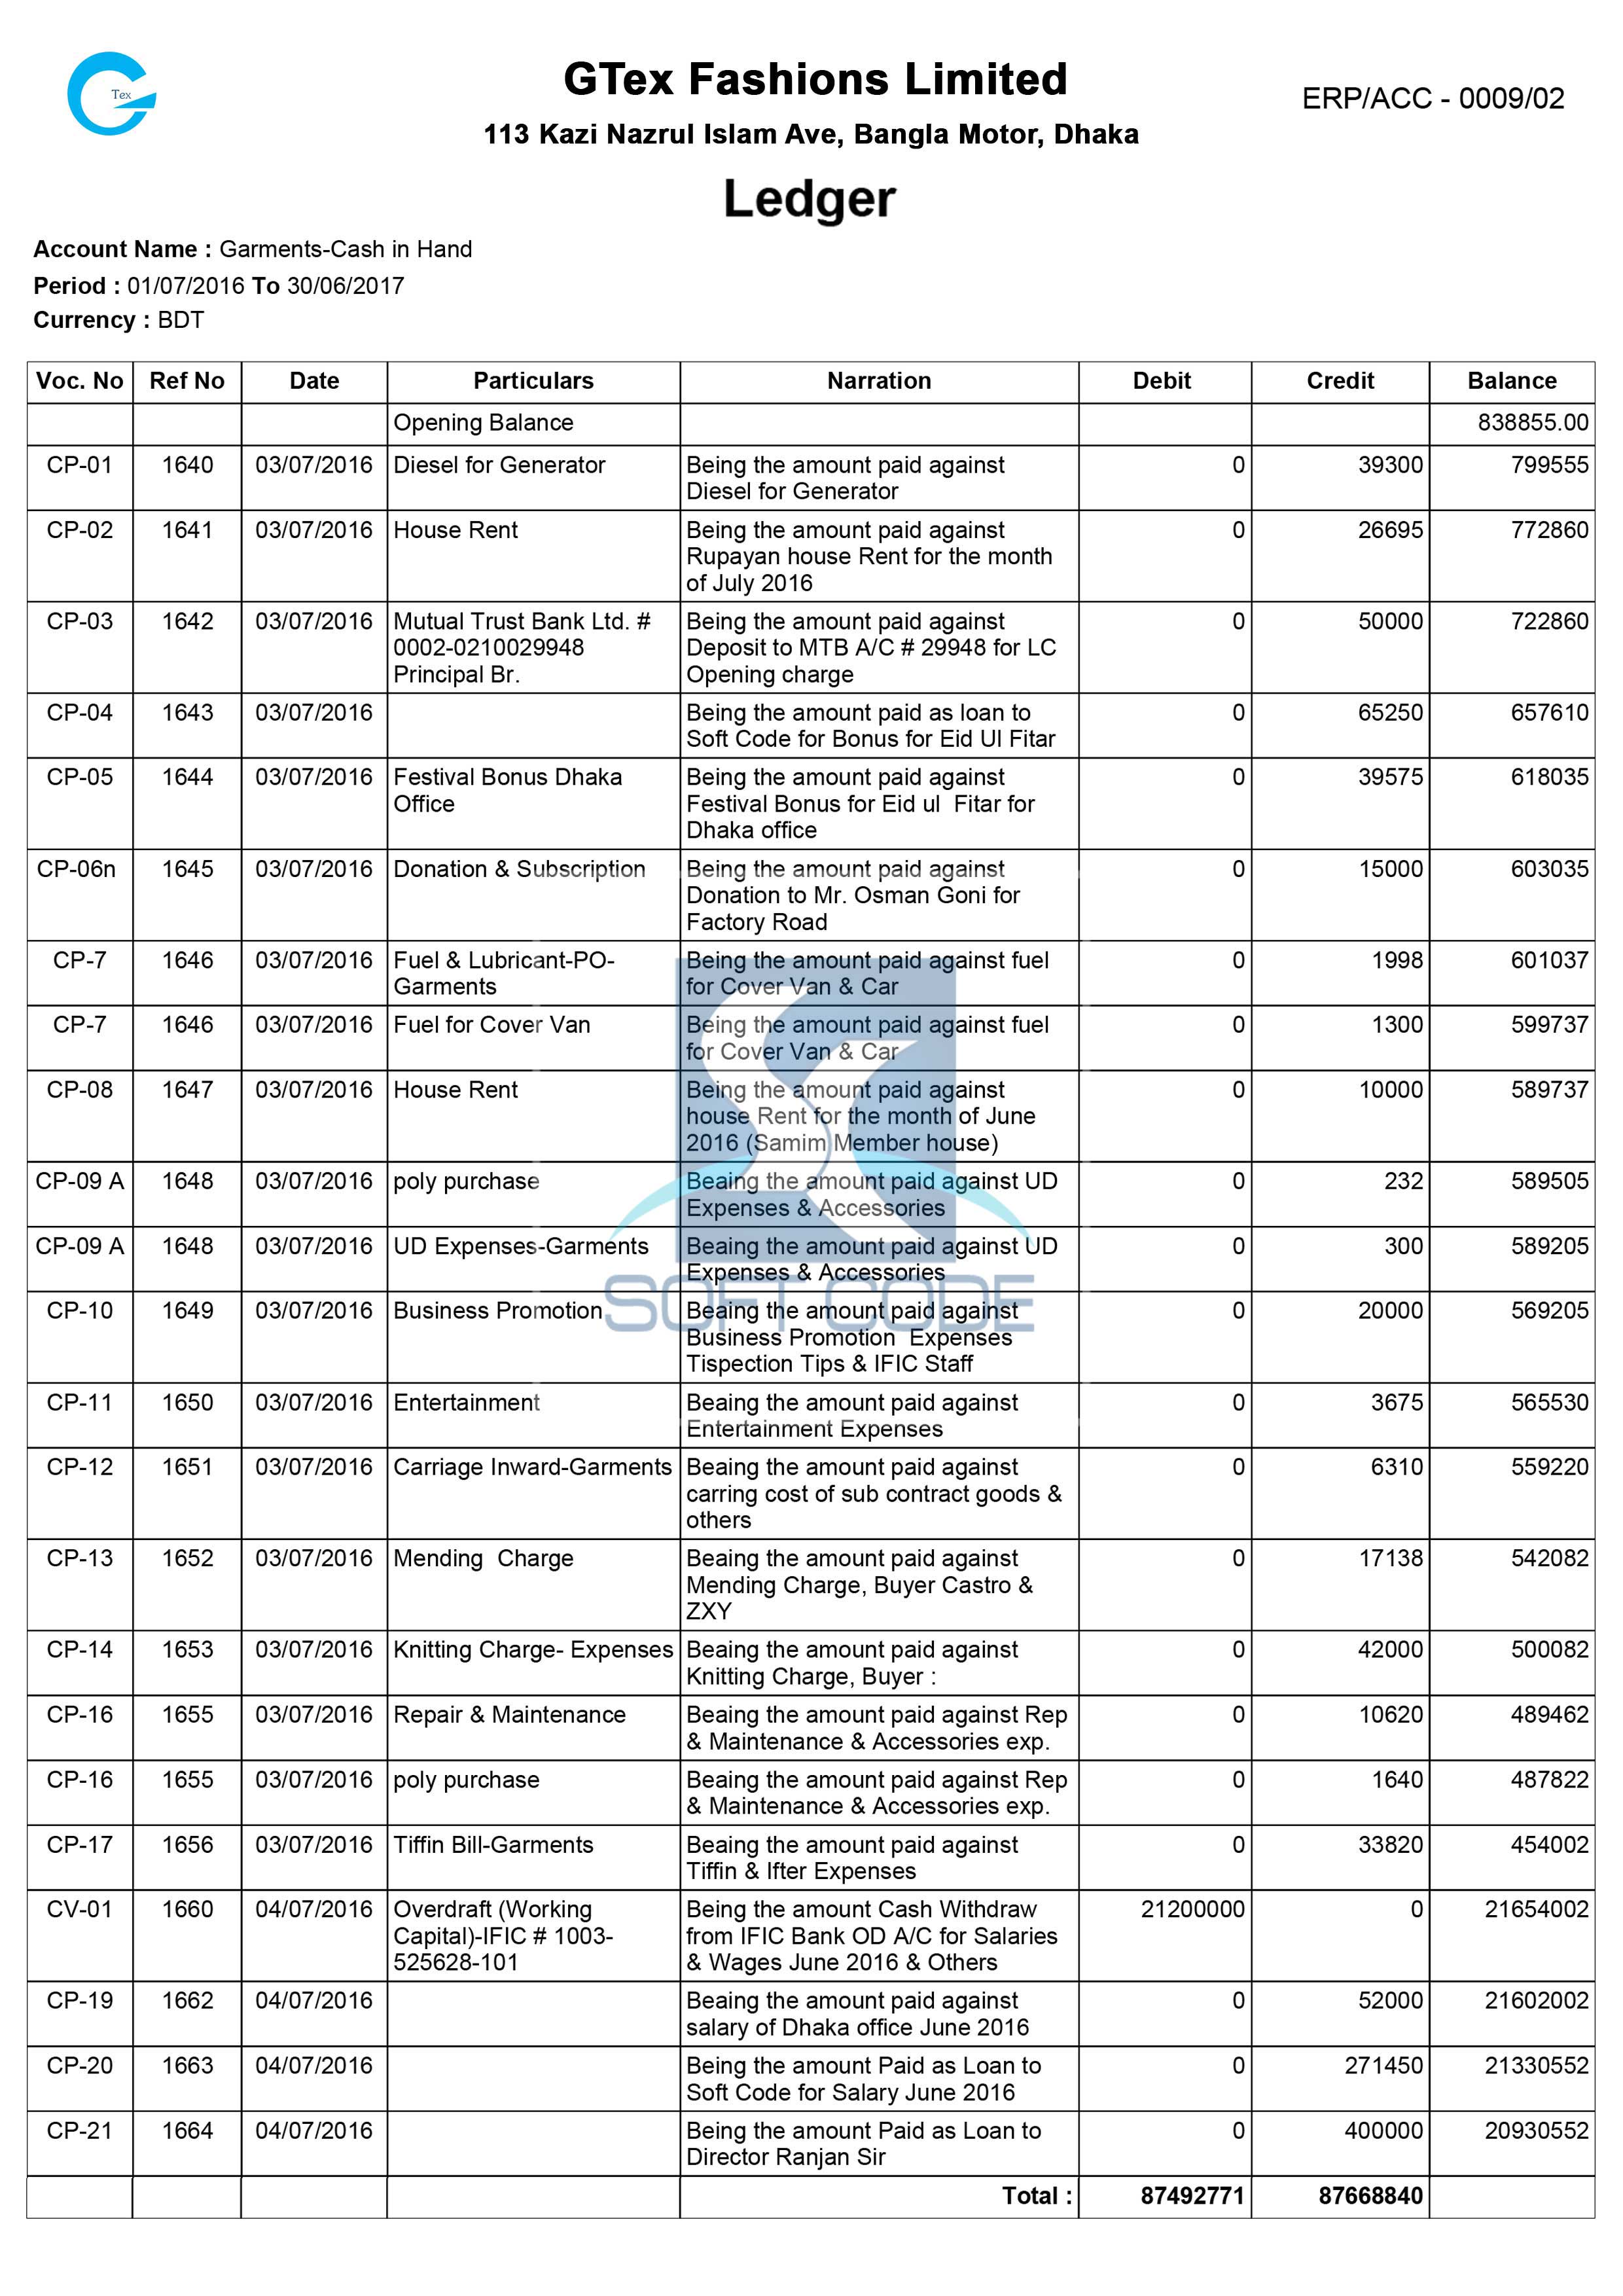 Tex
GTex Fashions Limited
ERP/ACC - 0009/02
113 Kazi Nazrul Islam Ave, Bangla Motor, Dhaka
Ledger
Account Name : Garments-Cash in Hand
Period : 01/07/2016 To 30/06/2017
Currency : BDT
Voc. No Ref No Date Particulars Narration Debit Credit Balance
Opening Balance 838855.00
CP-01 1640 03/07/2016 Diesel for Generator Being the amount paid against 0 39300 799555
Diesel for Generator
CP-02 1641 03/07/2016 House Rent Being the amount paid against 0 26695 772860
Rupayan house Rent for the month
of July 2016
CP-03 1642 03/07/2016 Mutual Trust Bank Ltd. # Being the amount paid against 0 50000 722860
0002-0210029948 Deposit to MTB A/C # 29948 for LC
Principal Br. Opening charge
CP-04 1643 03/07/2016 Being the amount paid as loan to 0 65250 657610
Soft Code for Bonus for Eid Ul Fitar
CP-05 1644 03/07/2016 Festival Bonus Dhaka Being the amount paid against 0 39575 618035
Office Festival Bonus for Eid ul  Fitar for
Dhaka office
CP-06n 1645 03/07/2016 Donation & Subscription Being the amount paid against 0 15000 603035
Donation to Mr. Osman Goni for
Factory Road
CP-7 1646 03/07/2016 Fuel & Lubricant-PO- Being the amount paid against fuel 0 1998 601037
Garments for Cover Van & Car
CP-7 1646 03/07/2016 Fuel for Cover Van Being the amount paid against fuel 0 1300 599737
for Cover Van & Car
CP-08 1647 03/07/2016 House Rent Being the amount paid against 0 10000 589737
house Rent for the month of June
2016 (Samim Member house)
CP-09 A 1648 03/07/2016 poly purchase Beaing the amount paid against UD 0 232 589505
Expenses & Accessories
CP-09 A 1648 03/07/2016 UD Expenses-Garments Beaing the amount paid against UD 0 300 589205
Expenses & Accessories
SOFT CODE
CP-10 1649 03/07/2016 Business Promotion Beaing the amount paid against 0 20000 569205
Business Promotion  Expenses
Tispection Tips & IFIC Staff
CP-11 1650 03/07/2016 Entertainment Beaing the amount paid against 0 3675 565530
Entertainment Expenses
CP-12 1651 03/07/2016 Carriage Inward-Garments Beaing the amount paid against 0 6310 559220
carring cost of sub contract goods &
others
CP-13 1652 03/07/2016 Mending  Charge Beaing the amount paid against 0 17138 542082
Mending Charge, Buyer Castro &
ZXY
CP-14 1653 03/07/2016 Knitting Charge- Expenses Beaing the amount paid against 0 42000 500082
Knitting Charge, Buyer :
CP-16 1655 03/07/2016 Repair & Maintenance Beaing the amount paid against Rep 0 10620 489462
& Maintenance & Accessories exp.
CP-16 1655 03/07/2016 poly purchase Beaing the amount paid against Rep 0 1640 487822
& Maintenance & Accessories exp.
CP-17 1656 03/07/2016 Tiffin Bill-Garments Beaing the amount paid against 0 33820 454002
Tiffin & Ifter Expenses
CV-01 1660 04/07/2016 Overdraft (Working Being the amount Cash Withdraw 21200000 0 21654002
Capital)-IFIC # 1003- from IFIC Bank OD A/C for Salaries
525628-101 & Wages June 2016 & Others
CP-19 1662 04/07/2016 Beaing the amount paid against 0 52000 21602002
salary of Dhaka office June 2016
CP-20 1663 04/07/2016 Being the amount Paid as Loan to 0 271450 21330552
Soft Code for Salary June 2016
CP-21 1664 04/07/2016 Being the amount Paid as Loan to 0 400000 20930552
Director Ranjan Sir
Total : 87492771 87668840